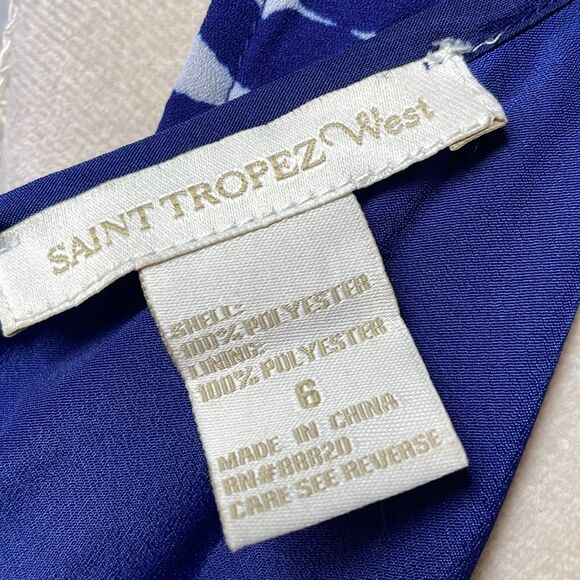 SAINT TROPEZ West
SHELL:
100% POLYESTER
LINING:
100% POLYESTER
6
MADE IN CHINA
RN#88820
CARE SEE REVERSE